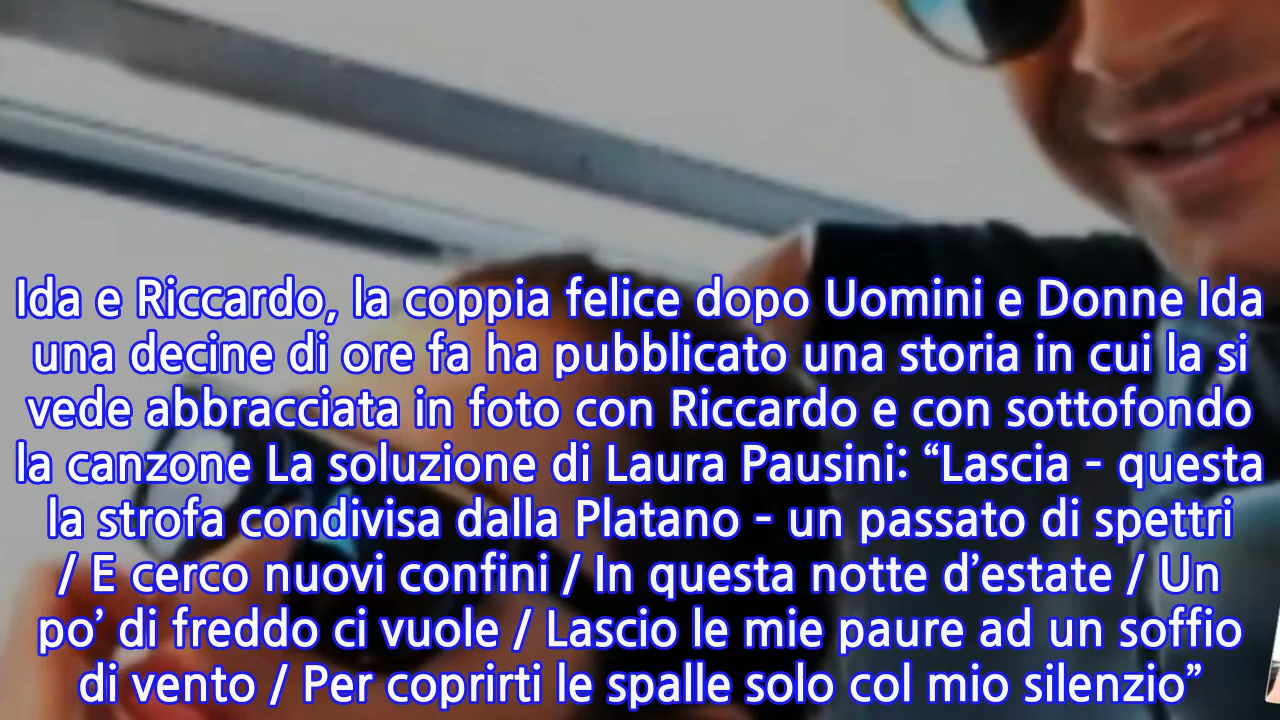 Ida e Riccardo, la coppia felice dopo Uomini e Donne Ida
una decine di ore fa ha pubblicato una storia in cui la si
vede abbracciata in foto con Riccardo e con sottofondo
la canzone La soluzione di Laura Pausini: “Lascia - questa
la strofa condivisa dalla Platano - un passato di spettri
/ E cerco nuovi confini / In questa notte d’estate / Un
po’ di freddo ci vuole / Lascio le mie paure ad un soffio
di vento / Per coprirti le spalle solo col mio silenzio”